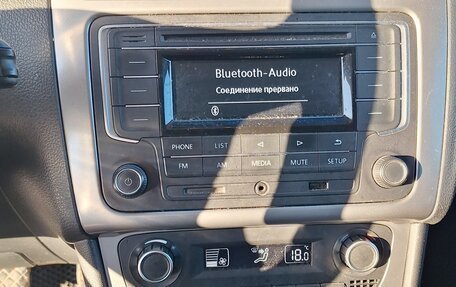 Bluetooth-Audio
Соединение прервано
PHONE LIST
FM AM MEDIA MUTE SETUP
18.0